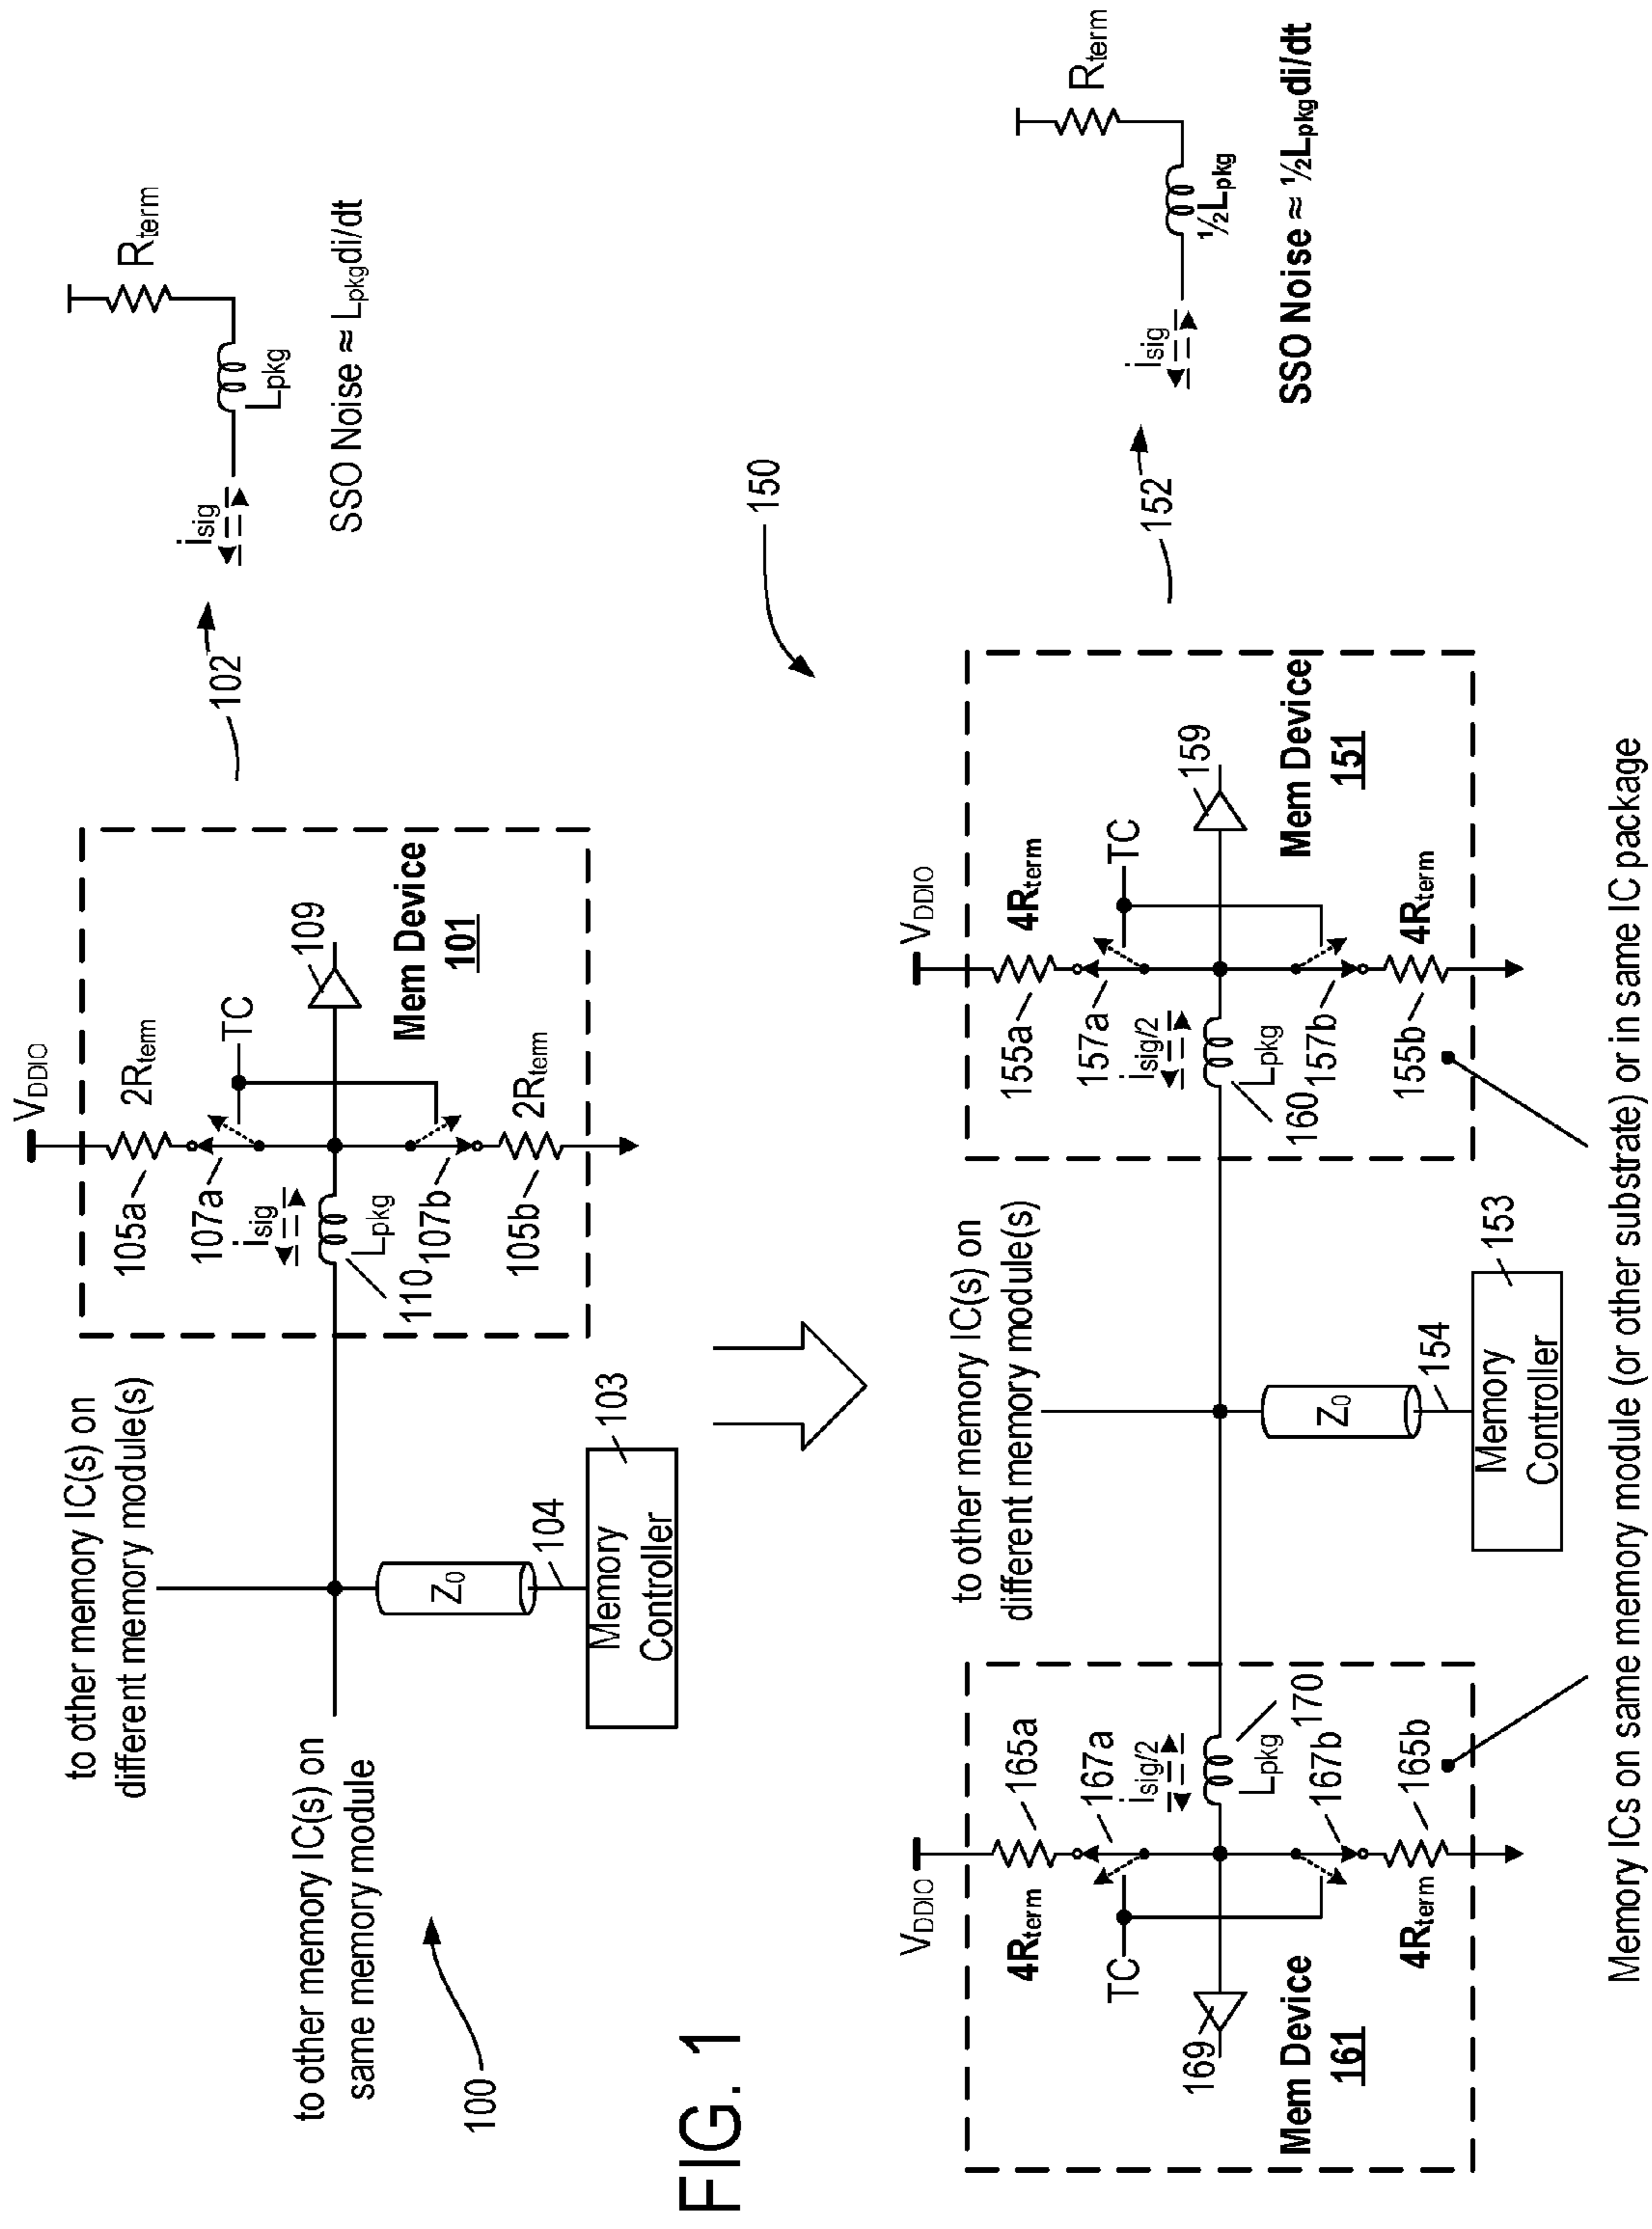 FIG. 1
100
to other memory IC(s) on
different memory module(s)
to other memory IC(s) on
same memory module
Z0
104
Memory
Controller
103
VDDIO
105a
2Rterm
107a
TC
isig
109
110
Lpkg
107b
105b
2Rterm
Mem Device
101
102
isig
Lpkg
Rterm
SSO Noise ≈ Lpkgdi/dt
150
to other memory IC(s) on
different memory module(s)
VDDIO
4Rterm
165a
TC
167a
isig/2
169
170
Lpkg
167b
4Rterm
165b
Mem Device
161
Z0
154
Memory
Controller
153
VDDIO
155a
4Rterm
157a
TC
isig/2
159
160
Lpkg
157b
155b
4Rterm
Mem Device
151
152
isig
½Lpkg
Rterm
SSO Noise ≈ ½Lpkgdi/dt
Memory ICs on same memory module (or other substrate) or in same IC package